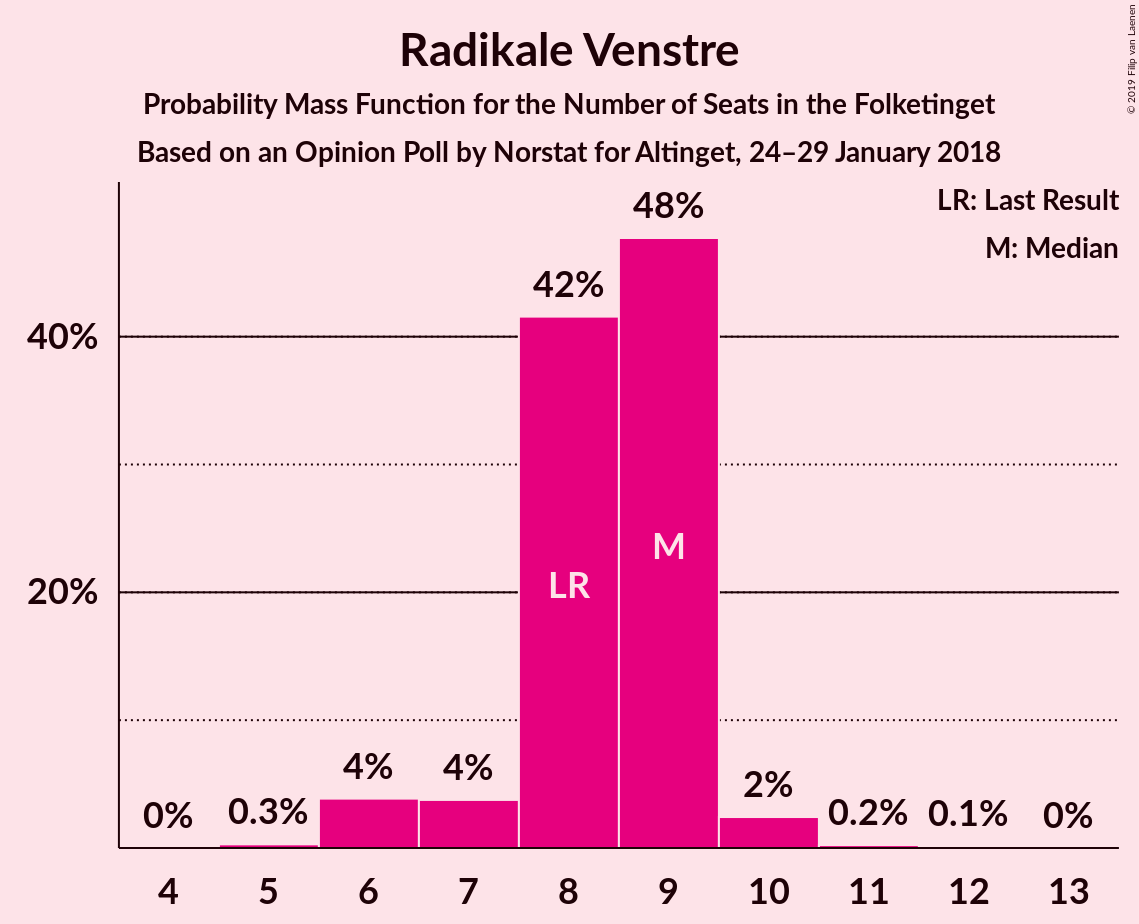 Radikale Venstre
Probability Mass Function for the Number of Seats in the Folketinget
Based on an Opinion Poll by Norstat for Altinget, 24–29 January 2018
© 2019 Filip van Laenen
LR: Last Result
M: Median
40%
20%
0%
0.3%
4%
4%
42%
48%
2%
0.2%
0.1%
0%
LR
M
4 5 6 7 8 9 10 11 12 13